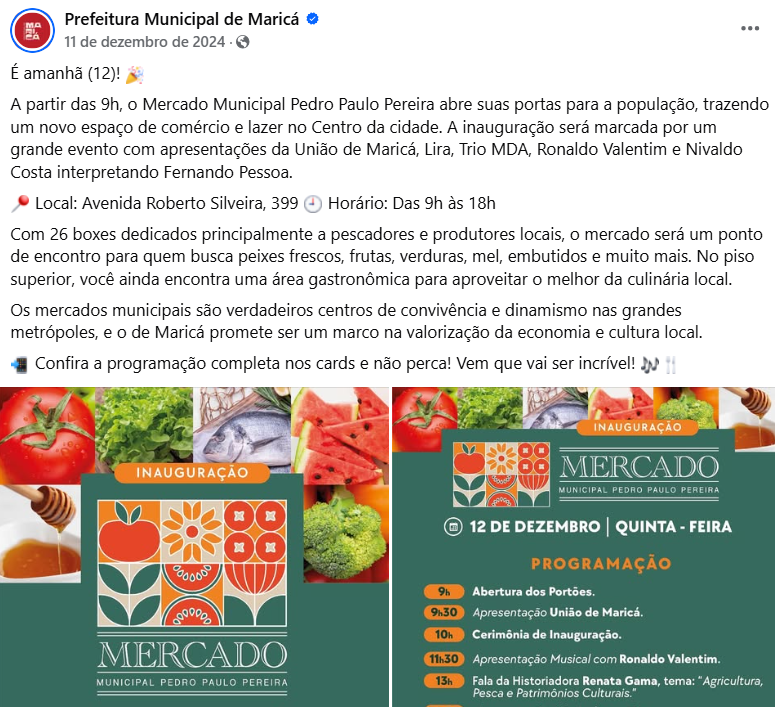 Prefeitura Municipal de Maricá
11 de dezembro de 2024 ·
É amanhã (12)! 🎉
A partir das 9h, o Mercado Municipal Pedro Paulo Pereira abre suas portas para a população, trazendo
um novo espaço de comércio e lazer no Centro da cidade. A inauguração será marcada por um
grande evento com apresentações da União de Maricá, Lira, Trio MDA, Ronaldo Valentim e Nivaldo
Costa interpretando Fernando Pessoa.
📍 Local: Avenida Roberto Silveira, 399 🕘 Horário: Das 9h às 18h
Com 26 boxes dedicados principalmente a pescadores e produtores locais, o mercado será um ponto
de encontro para quem busca peixes frescos, frutas, verduras, mel, embutidos e muito mais. No piso
superior, você ainda encontra uma área gastronômica para aproveitar o melhor da culinária local.
Os mercados municipais são verdadeiros centros de convivência e dinamismo nas grandes
metrópoles, e o de Maricá promete ser um marco na valorização da economia e cultura local.
📲 Confira a programação completa nos cards e não perca! Vem que vai ser incrível! 🎶🍴
INAUGURAÇÃO
MERCADO
MUNICIPAL PEDRO PAULO PEREIRA
INAUGURAÇÃO
MERCADO
MUNICIPAL PEDRO PAULO PEREIRA
12 DE DEZEMBRO | QUINTA - FEIRA
PROGRAMAÇÃO
9h Abertura dos Portões.
9h30 Apresentação União de Maricá.
10h Cerimônia de Inauguração.
11h30 Apresentação Musical com Ronaldo Valentim.
13h Fala da Historiadora Renata Gama, tema: "Agricultura,
Pesca e Patrimônios Culturais."